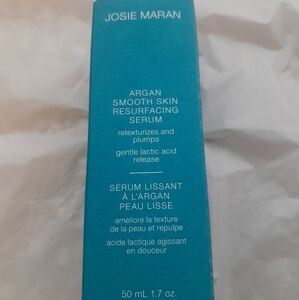 JOSIE MARAN
ARGAN
SMOOTH SKIN
RESURFACING
SERUM
retexturizes and
plumps
gentle lactic acid
release
SÉRUM LISSANT
À L'ARGAN
PEAU LISSE
améliore la texture
de la peau et repulpe
acide lactique agissant
en douceur
50 mL 1.7 oz.